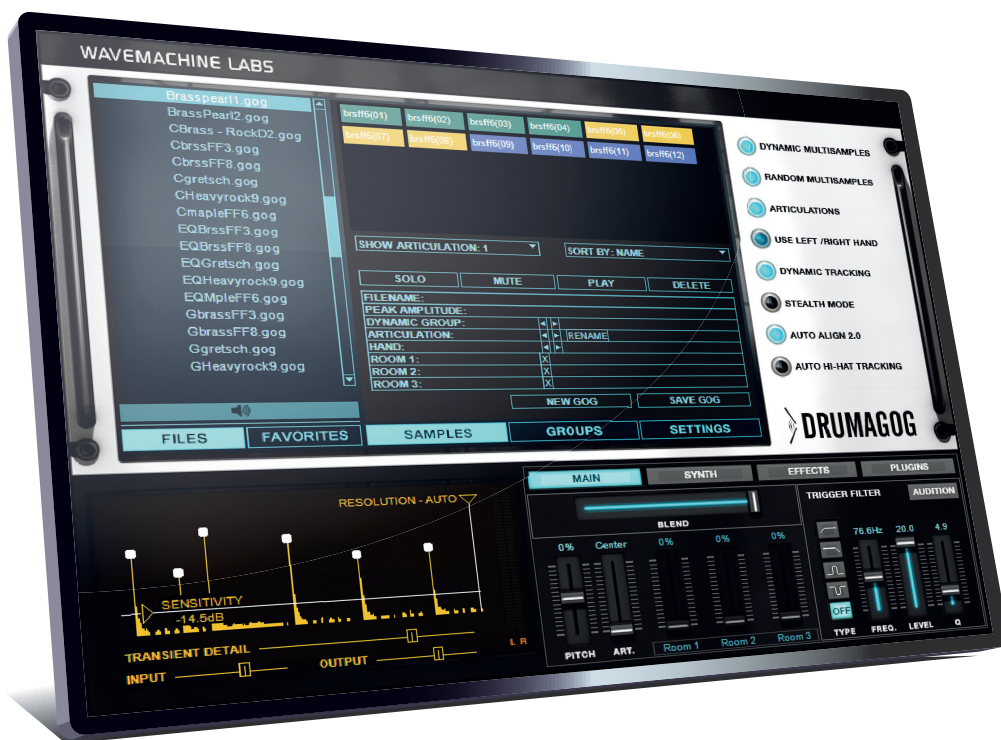 WAVEMACHINE LABS
Brasspearl1.gog
BrassPearl2.gog
CBrass - RockD2.gog
CbrssFF3.gog
CbrssFF8.gog
Cgretsch.gog
CHeavyrock9.gog
CmapleFF6.gog
EQBrssFF3.gog
EQBrssFF8.gog
EQGretsch.gog
EQHeavyrock9.gog
EQMpleFF6.gog
GbrassFF3.gog
GbrassFF8.gog
Ggretsch.gog
GHeavyrock9.gog
FILES FAVORITES
brsff6(01) brsff6(02) brsff6(03) brsff6(04) brsff6(05) brsff6(06)
brsff6(07) brsff6(08) brsff6(09) brsff6(10) brsff6(11) brsff6(12)
SHOW ARTICULATION: 1 SORT BY: NAME
SOLO MUTE PLAY DELETE
FILENAME:
PEAK AMPLITUDE:
DYNAMIC GROUP:
ARTICULATION: RENAME
HAND:
ROOM 1: X
ROOM 2: X
ROOM 3: X
NEW GOG SAVE GOG
SAMPLES GROUPS SETTINGS
DYNAMIC MULTISAMPLES
RANDOM MULTISAMPLES
ARTICULATIONS
USE LEFT /RIGHT HAND
DYNAMIC TRACKING
STEALTH MODE
AUTO ALIGN 2.0
AUTO HI-HAT TRACKING
DRUMAGOG
RESOLUTION - AUTO
SENSITIVITY
-14.5dB
TRANSIENT DETAIL
INPUT OUTPUT
L R
MAIN SYNTH EFFECTS PLUGINS
BLEND
0% Center 0% 0% 0%
PITCH ART. Room 1 Room 2 Room 3
TRIGGER FILTER AUDITION
76.6Hz 20.0 4.9
OFF
TYPE FREQ. LEVEL Q